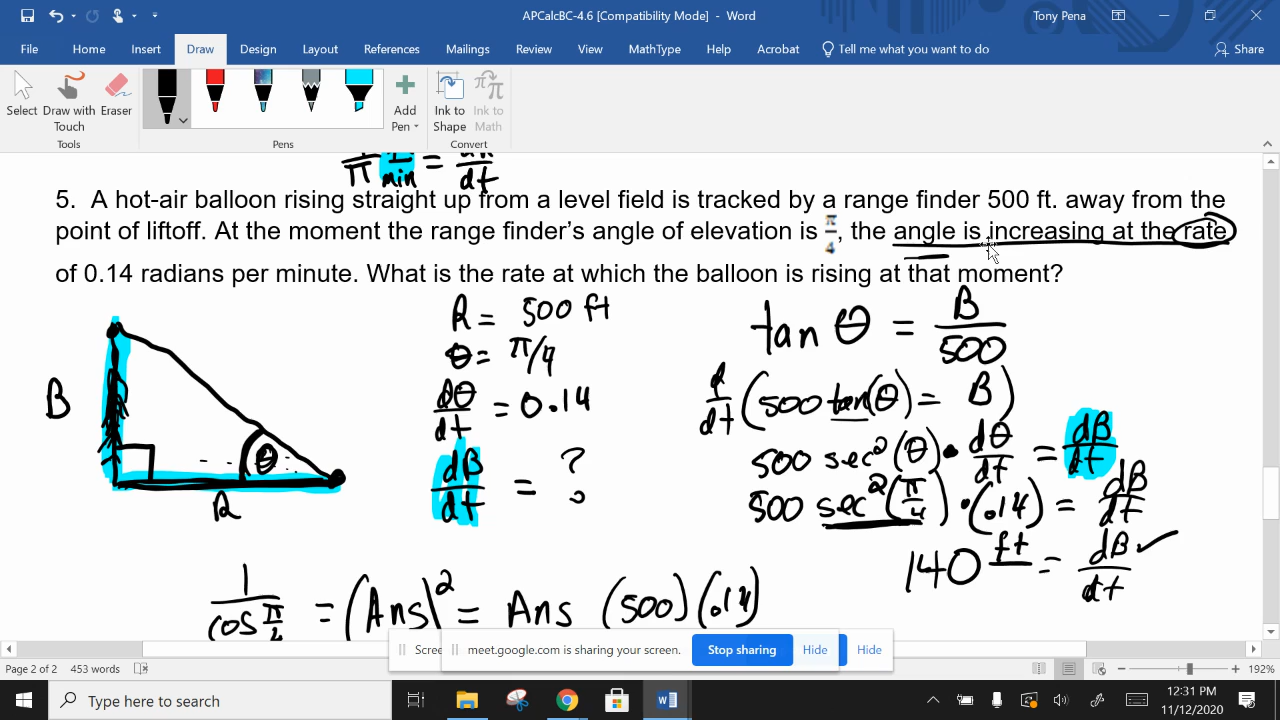 APCalcBC-4.6 [Compatibility Mode] - Word
Tony Pena
File Home Insert Draw Design Layout References Mailings Review View MathType Help Acrobat Tell me what you want to do Share
Select Draw with Touch Eraser Add Pen Ink to Shape Ink to Math
Tools Pens Convert
π min = dt
5. A hot-air balloon rising straight up from a level field is tracked by a range finder 500 ft. away from the
point of liftoff. At the moment the range finder's angle of elevation is π/4, the angle is increasing at the rate
of 0.14 radians per minute. What is the rate at which the balloon is rising at that moment?
B
θ
R
R = 500 ft
θ = π/4
dθ/dt = 0.14
dB/dt = ?
tan θ = B/500
d/dt (500 tan(θ) = B)
500 sec²(θ) • dθ/dt = dB/dt
500 sec²(π/4) • (.14) = dB/dt
140 ft = dB/dt ✓
1/cos π/4 = (Ans)² = Ans (500)(.14)
Scree
meet.google.com is sharing your screen. Stop sharing Hide Hide
Page 2 of 2 453 words 192%
Type here to search
12:31 PM
11/12/2020